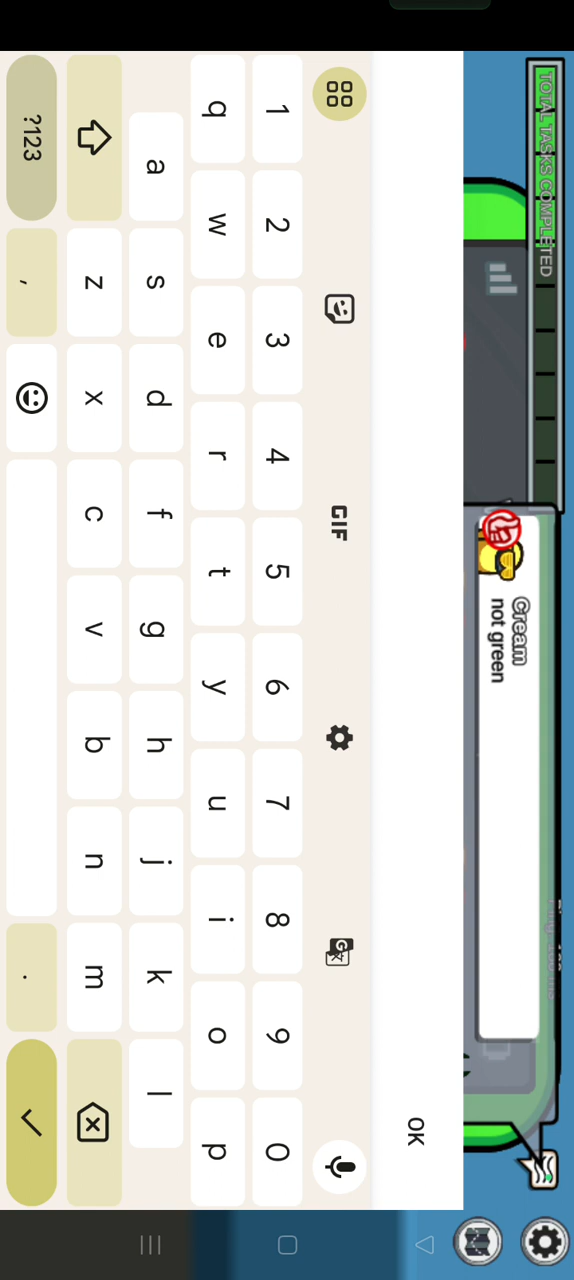 TOTAL TASKS COMPLETED
Cream
not green
OK
GIF
1 2 3 4 5 6 7 8 9 0
q w e r t y u i o p
a s d f g h j k l
z x c v b n m
?123 , .